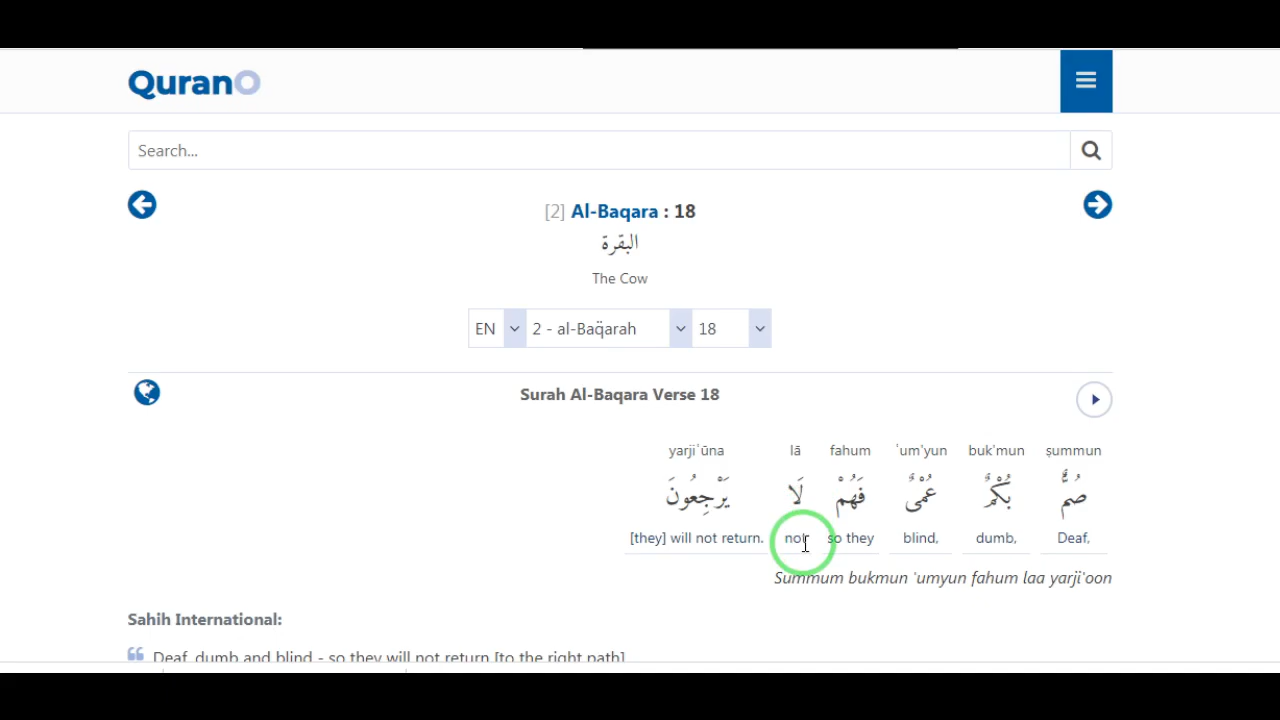 QuranO
Search...
[2] Al-Baqara : 18
البقرة
The Cow
EN 2 - al-Baq̈arah 18
Surah Al-Baqara Verse 18
yarjiʿūna lā fahum ʿum'yun buk'mun ṣummun
صُمٌّۢ بُكْمٌ عُمْىٌۭ فَهُمْ لَا يَرْجِعُونَ
[they] will not return. not so they blind, dumb, Deaf,
Summum bukmun 'umyun fahum laa yarji'oon
Sahih International:
Deaf, dumb and blind - so they will not return [to the right path].